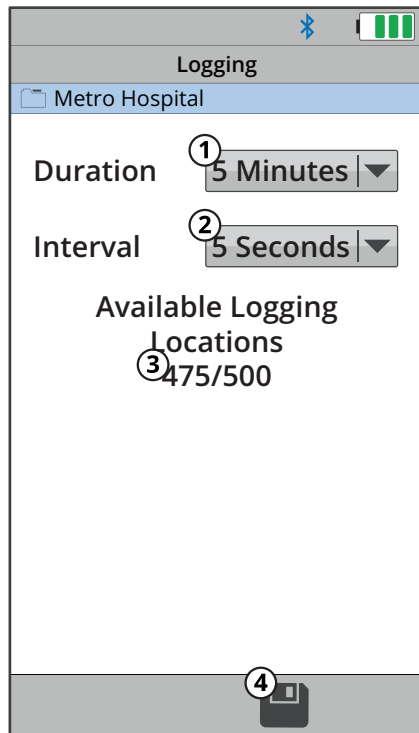 Logging
Metro Hospital
1
Duration 5 Minutes
2
Interval 5 Seconds
Available Logging
Locations
3
475/500
4